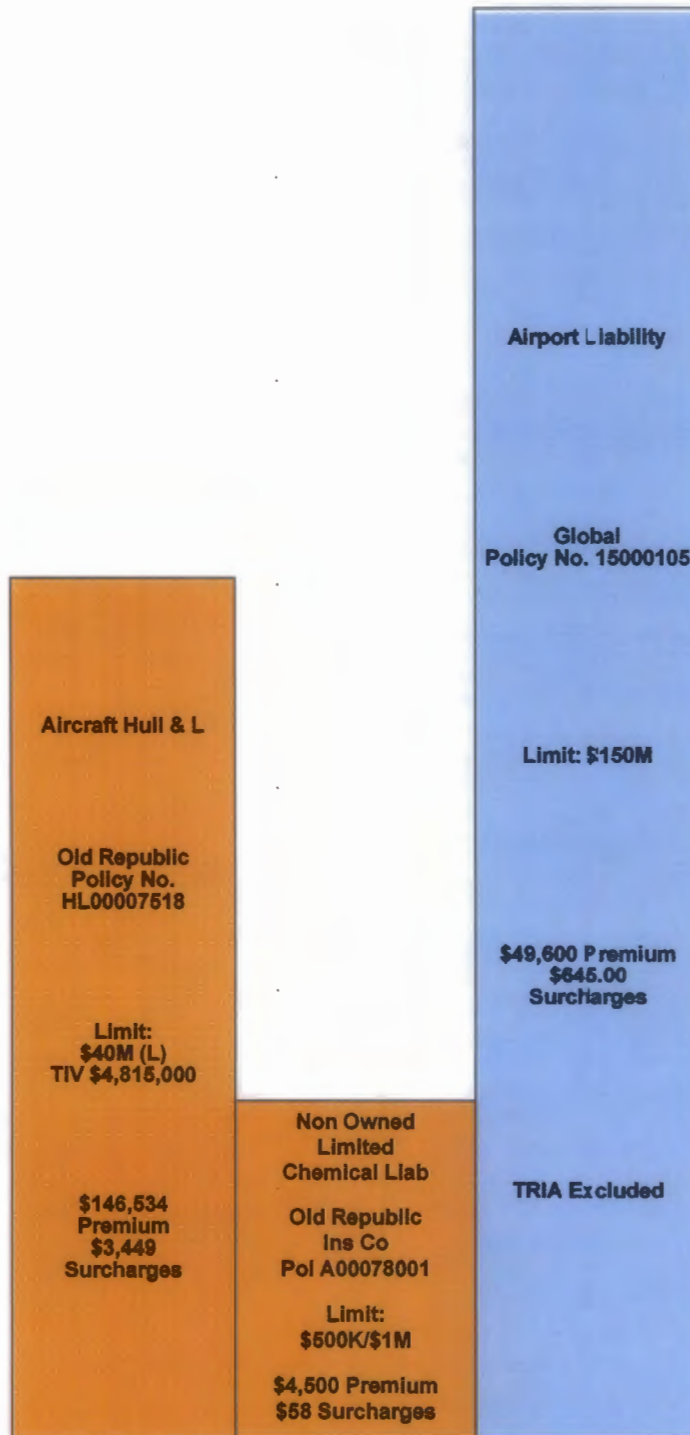 Aircraft Hull & L
Old Republic
Policy No.
HL00007518
Limit:
$40M (L)
TIV $4,815,000
$146,534
Premium
$3,449
Surcharges
Non Owned
Limited
Chemical Liab
Old Republic
Ins Co
Pol A00078001
Limit:
$500K/$1M
$4,500 Premium
$58 Surcharges
Airport Liability
Global
Policy No. 15000105
Limit: $150M
$49,600 Premium
$645.00
Surcharges
TRIA Excluded